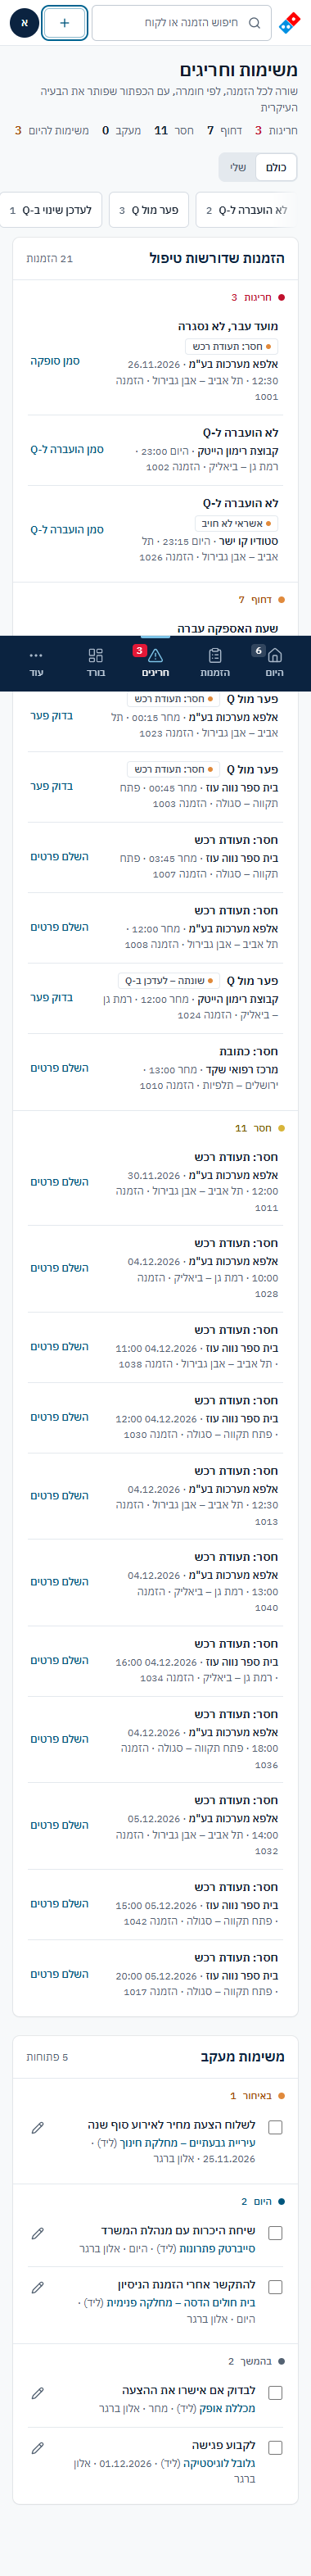 חיפוש הזמנה או לקוח
+
א
משימות וחריגים
שורה לכל הזמנה, לפי חומרה, עם הכפתור שפותר את הבעיה
העיקרית
חריגות 3 דחוף 7 חסר 11 מעקב 0 משימות להיום 3
כולם שלי
לא הועברה ל-Q 2 פער מול Q 3 לעדכן שינוי ב-Q 1
הזמנות שדורשות טיפול 21 הזמנות
חריגות 3
מועד עבר, לא נסגרה
חסר: תעודת רכש
אלפא מערכות בע"מ · 26.11.2026
12:30 · תל אביב – אבן גבירול · הזמנה
1001
סמן סופקה
לא הועברה ל-Q
קבוצת רימון הייטק · היום 23:00 ·
רמת גן – ביאליק · הזמנה 1002
סמן הועברה ל-Q
לא הועברה ל-Q
אשראי לא חויב
סטודיו קו ישר · היום 23:15 · תל
אביב – אבן גבירול · הזמנה 1026
סמן הועברה ל-Q
דחוף 7
שעת האספקה עברה
היום 6 הזמנות חריגים 3 בורד עוד
פער מול Q חסר: תעודת רכש
אלפא מערכות בע"מ · מחר 00:15 · תל
אביב – אבן גבירול · הזמנה 1023
בדוק פער
פער מול Q חסר: תעודת רכש
בית ספר נווה עוז · מחר 00:45 · פתח
תקווה – סגולה · הזמנה 1003
בדוק פער
חסר: תעודת רכש
בית ספר נווה עוז · מחר 03:45 · פתח
תקווה – סגולה · הזמנה 1007
השלם פרטים
חסר: תעודת רכש
אלפא מערכות בע"מ · מחר 12:00 ·
תל אביב – אבן גבירול · הזמנה 1008
השלם פרטים
פער מול Q שונתה – לעדכן ב-Q
קבוצת רימון הייטק · מחר 12:00 · רמת גן
– ביאליק · הזמנה 1024
בדוק פער
חסר: כתובת
מרכז רפואי שקד · מחר 13:00 ·
ירושלים – תלפיות · הזמנה 1010
השלם פרטים
חסר 11
חסר: תעודת רכש
אלפא מערכות בע"מ · 30.11.2026
12:00 · תל אביב – אבן גבירול · הזמנה
1011
השלם פרטים
חסר: תעודת רכש
אלפא מערכות בע"מ · 04.12.2026
10:00 · רמת גן – ביאליק · הזמנה
1028
השלם פרטים
חסר: תעודת רכש
בית ספר נווה עוז · 04.12.2026 11:00
· תל אביב – אבן גבירול · הזמנה 1038
השלם פרטים
חסר: תעודת רכש
בית ספר נווה עוז · 04.12.2026 12:00
· פתח תקווה – סגולה · הזמנה 1030
השלם פרטים
חסר: תעודת רכש
אלפא מערכות בע"מ · 04.12.2026
12:30 · תל אביב – אבן גבירול · הזמנה
1013
השלם פרטים
חסר: תעודת רכש
אלפא מערכות בע"מ · 04.12.2026
13:00 · רמת גן – ביאליק · הזמנה
1040
השלם פרטים
חסר: תעודת רכש
בית ספר נווה עוז · 04.12.2026 16:00
· רמת גן – ביאליק · הזמנה 1034
השלם פרטים
חסר: תעודת רכש
אלפא מערכות בע"מ · 04.12.2026
18:00 · פתח תקווה – סגולה · הזמנה
1036
השלם פרטים
חסר: תעודת רכש
אלפא מערכות בע"מ · 05.12.2026
14:00 · תל אביב – אבן גבירול · הזמנה
1032
השלם פרטים
חסר: תעודת רכש
בית ספר נווה עוז · 05.12.2026 15:00
· פתח תקווה – סגולה · הזמנה 1042
השלם פרטים
חסר: תעודת רכש
בית ספר נווה עוז · 05.12.2026 20:00
· פתח תקווה – סגולה · הזמנה 1017
השלם פרטים
משימות מעקב 5 פתוחות
באיחור 1
לשלוח הצעת מחיר לאירוע סוף שנה
עיריית גבעתיים – מחלקת חינוך (ליד) ·
25.11.2026 · אלון ברגר
היום 2
שיחת היכרות עם מנהלת המשרד
סייברטק פתרונות (ליד) · היום · אלון ברגר
להתקשר אחרי הזמנת הניסיון
בית חולים הדסה – מחלקה פנימית (ליד) ·
היום · אלון ברגר
בהמשך 2
לבדוק אם אישרו את ההצעה
מכללת אופק (ליד) · מחר · אלון ברגר
לקבוע פגישה
גלובל לוגיסטיקה (ליד) · 01.12.2026 · אלון
ברגר